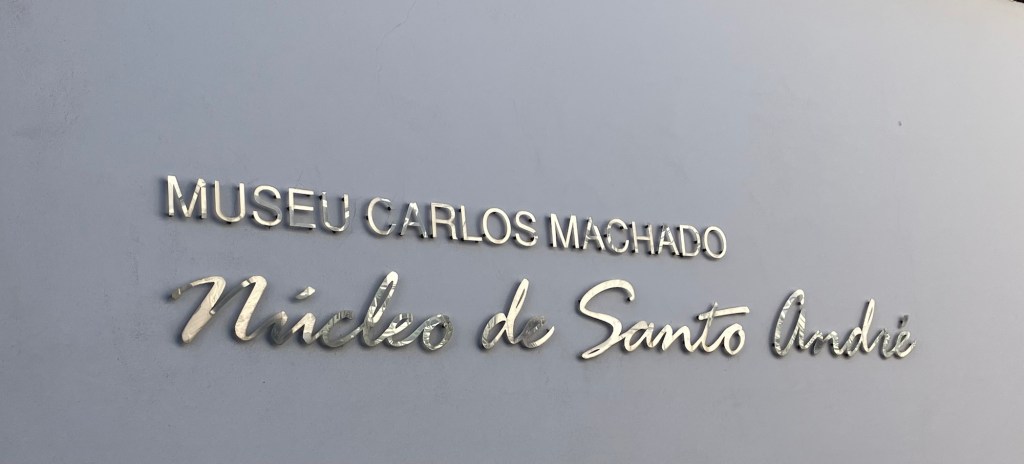 MUSEU CARLOS MACHADO
Núcleo de Santo André